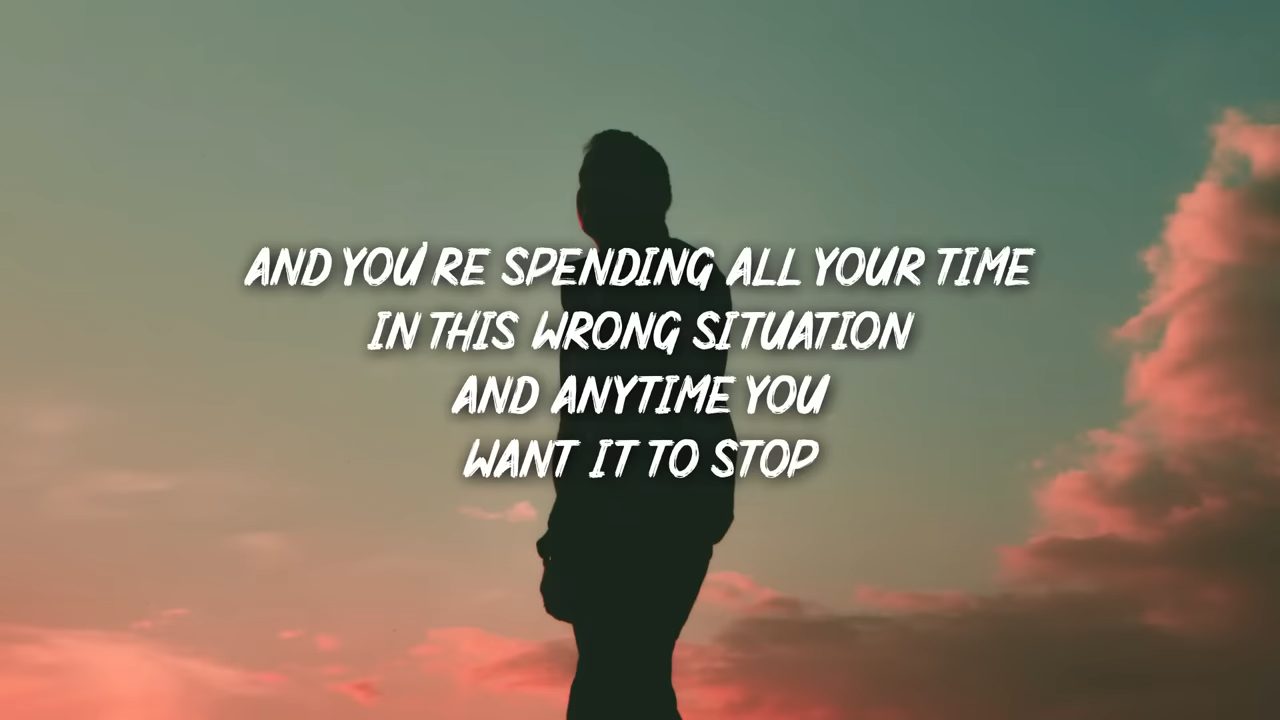 AND YOU'RE SPENDING ALL YOUR TIME
IN THIS WRONG SITUATION
AND ANYTIME YOU
WANT IT TO STOP